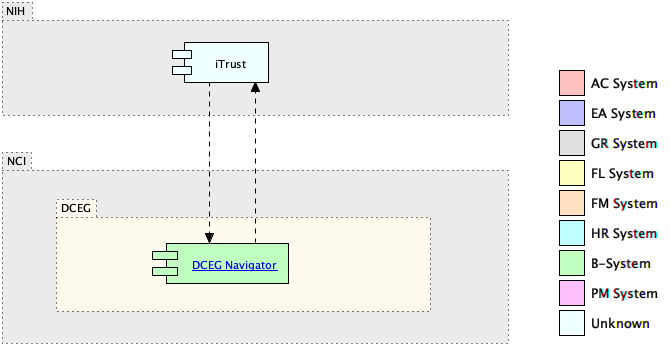 NIH
iTrust
NCI
DCEG
DCEG Navigator
AC System
EA System
GR System
FL System
FM System
HR System
B-System
PM System
Unknown